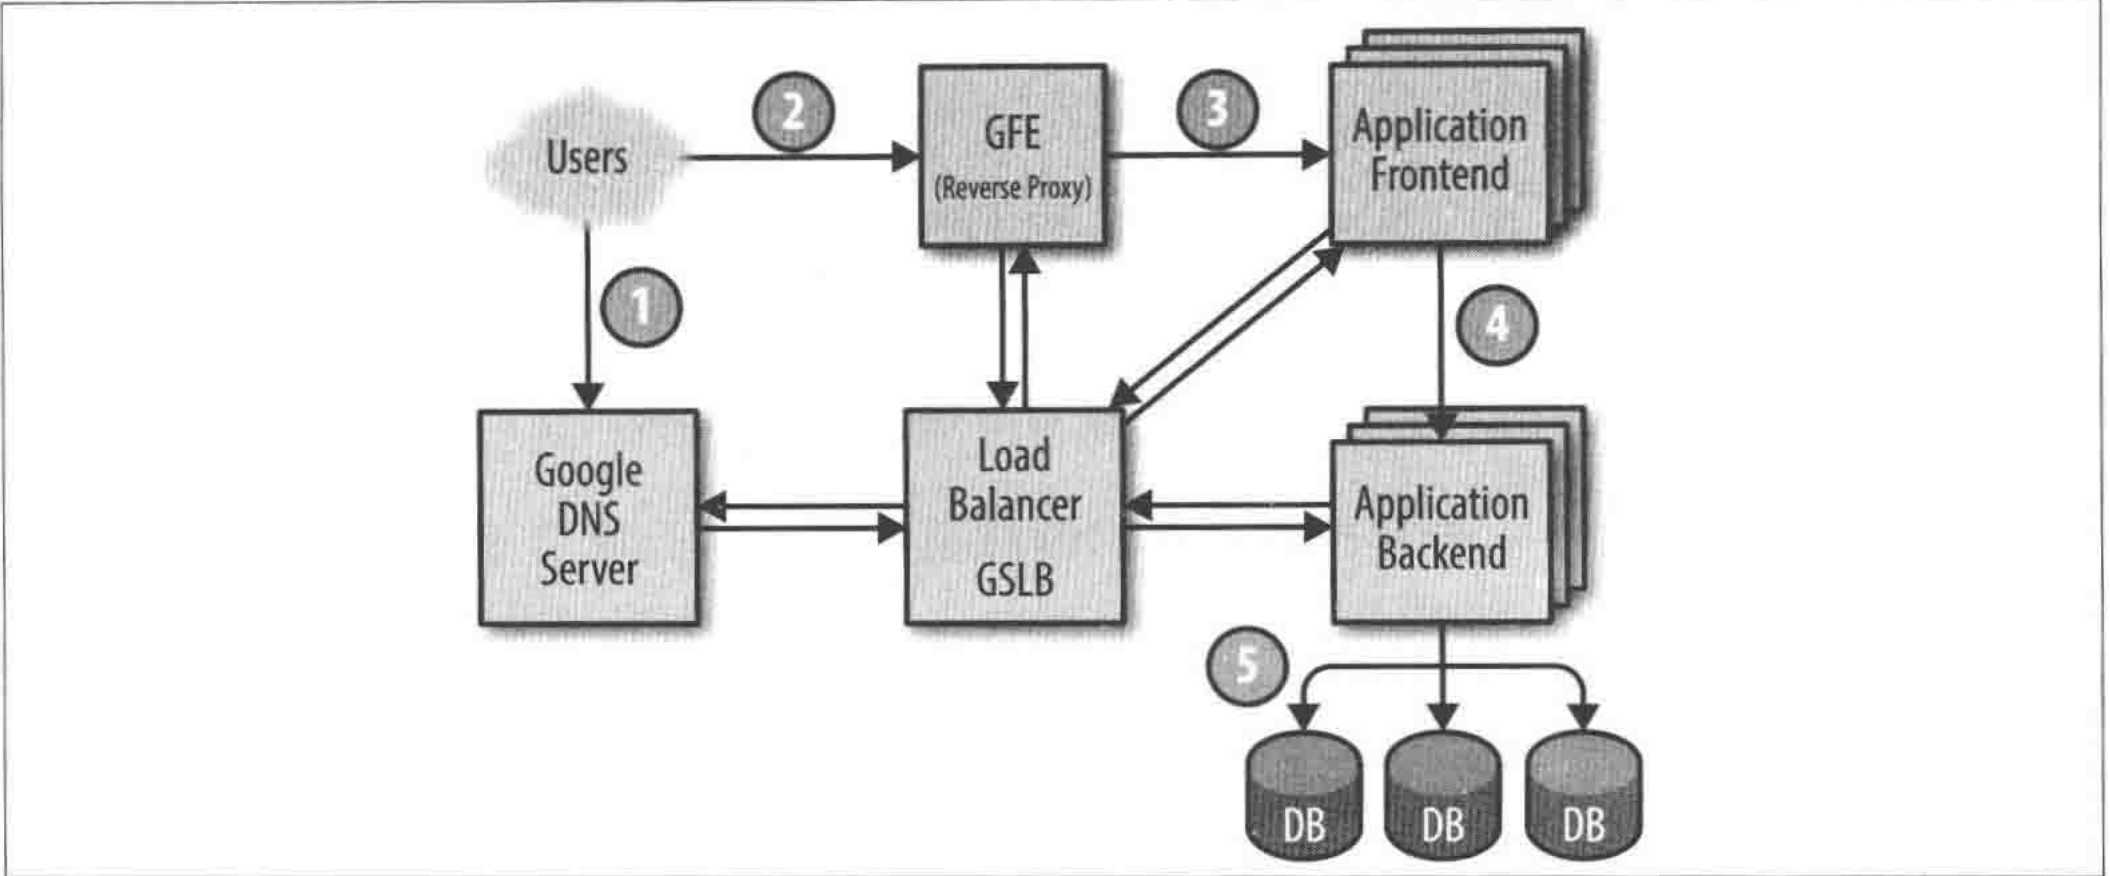 Users
2
GFE
(Reverse Proxy)
3
Application
Frontend
1
4
Google
DNS
Server
Load
Balancer
GSLB
Application
Backend
5
DB
DB
DB